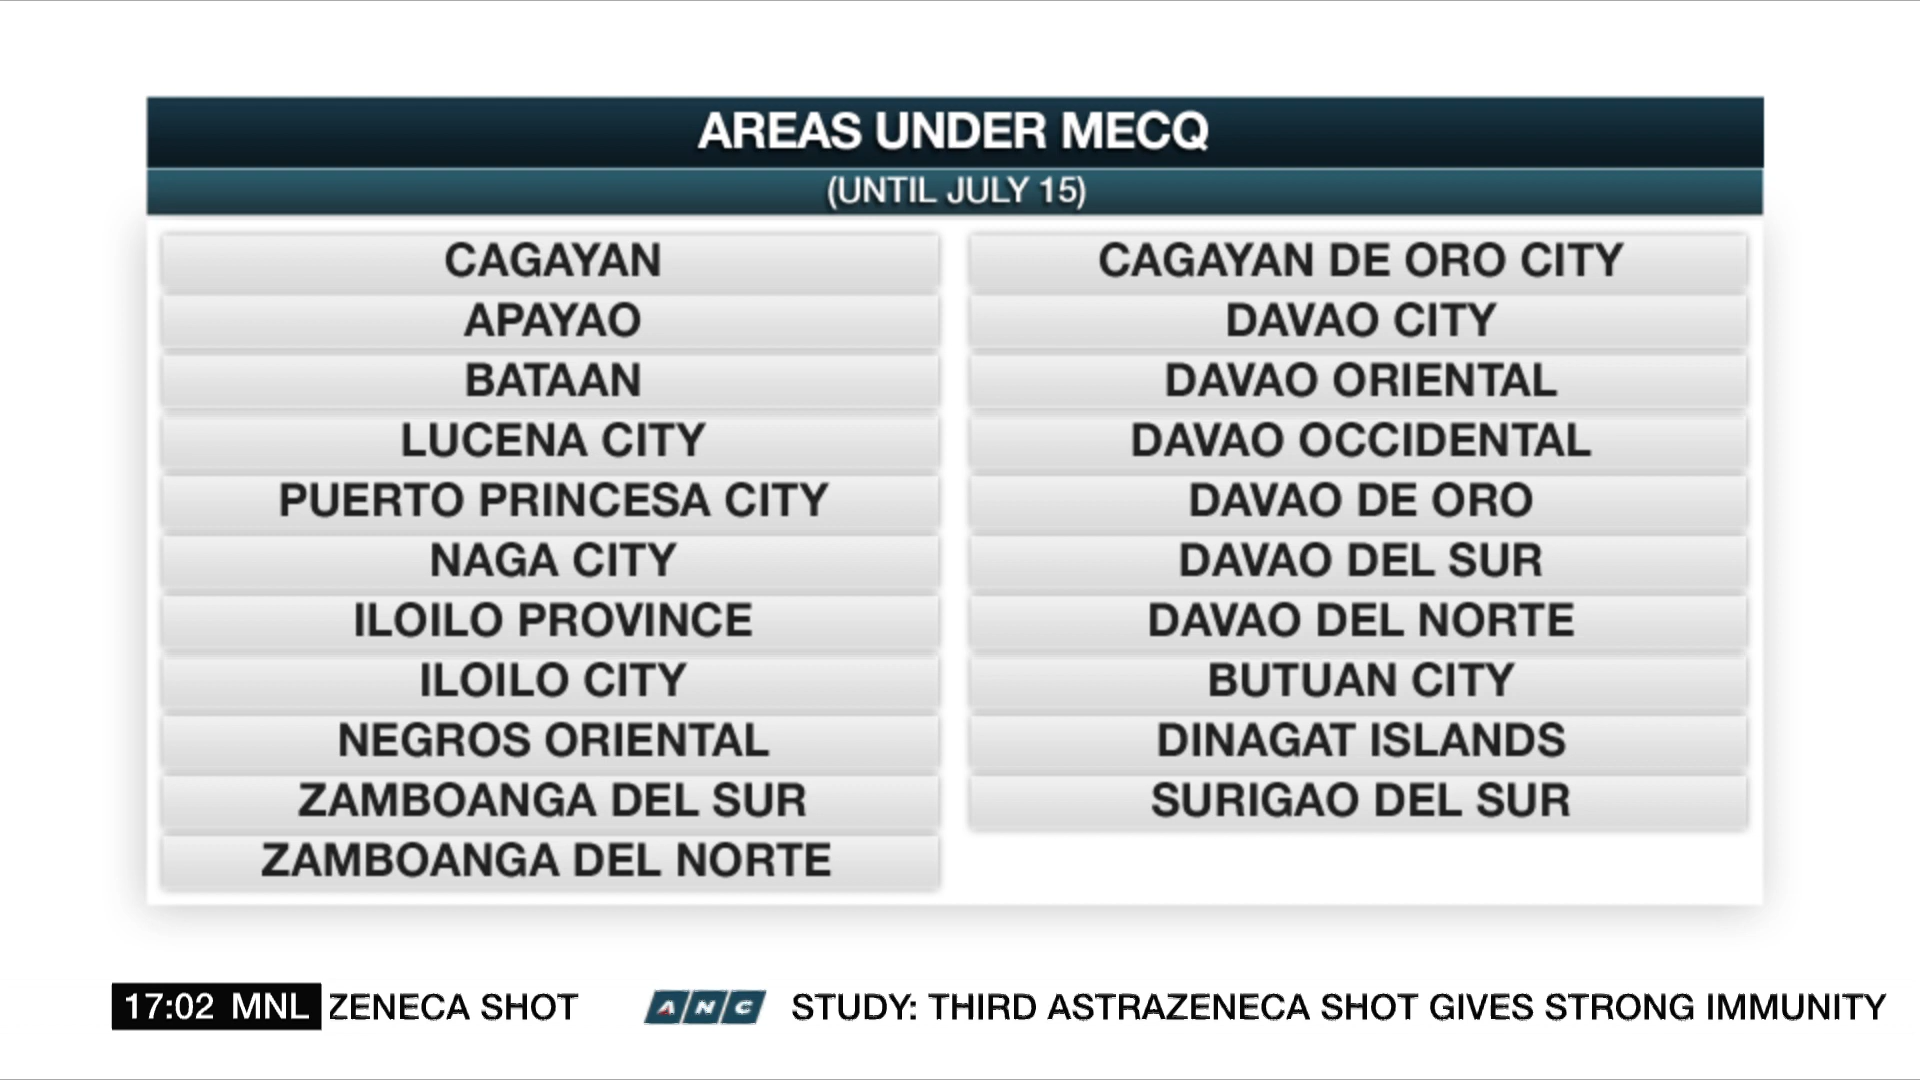 AREAS UNDER MECQ
(UNTIL JULY 15)
CAGAYAN
APAYAO
BATAAN
LUCENA CITY
PUERTO PRINCESA CITY
NAGA CITY
ILOILO PROVINCE
ILOILO CITY
NEGROS ORIENTAL
ZAMBOANGA DEL SUR
ZAMBOANGA DEL NORTE
CAGAYAN DE ORO CITY
DAVAO CITY
DAVAO ORIENTAL
DAVAO OCCIDENTAL
DAVAO DE ORO
DAVAO DEL SUR
DAVAO DEL NORTE
BUTUAN CITY
DINAGAT ISLANDS
SURIGAO DEL SUR
17:02 MNL ZENECA SHOT ANC STUDY: THIRD ASTRAZENECA SHOT GIVES STRONG IMMUNITY